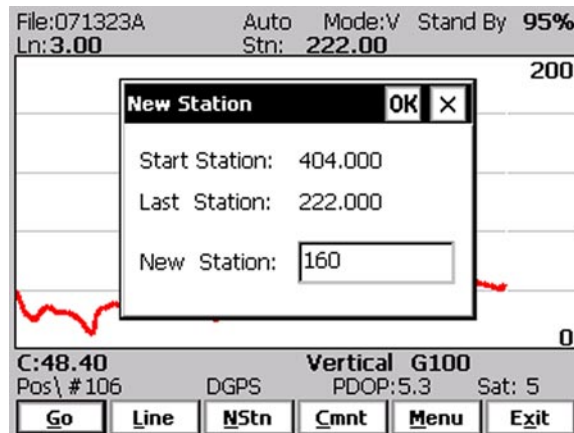 File:071323A Auto Mode:V Stand By 95%
Ln:3.00 Stn: 222.00
200
New Station OK ×
Start Station: 404.000
Last Station: 222.000
New Station: 160
0
C:48.40 Vertical G100
Pos\ #106 DGPS PDOP:5.3 Sat: 5
Go Line NStn Cmnt Menu Exit